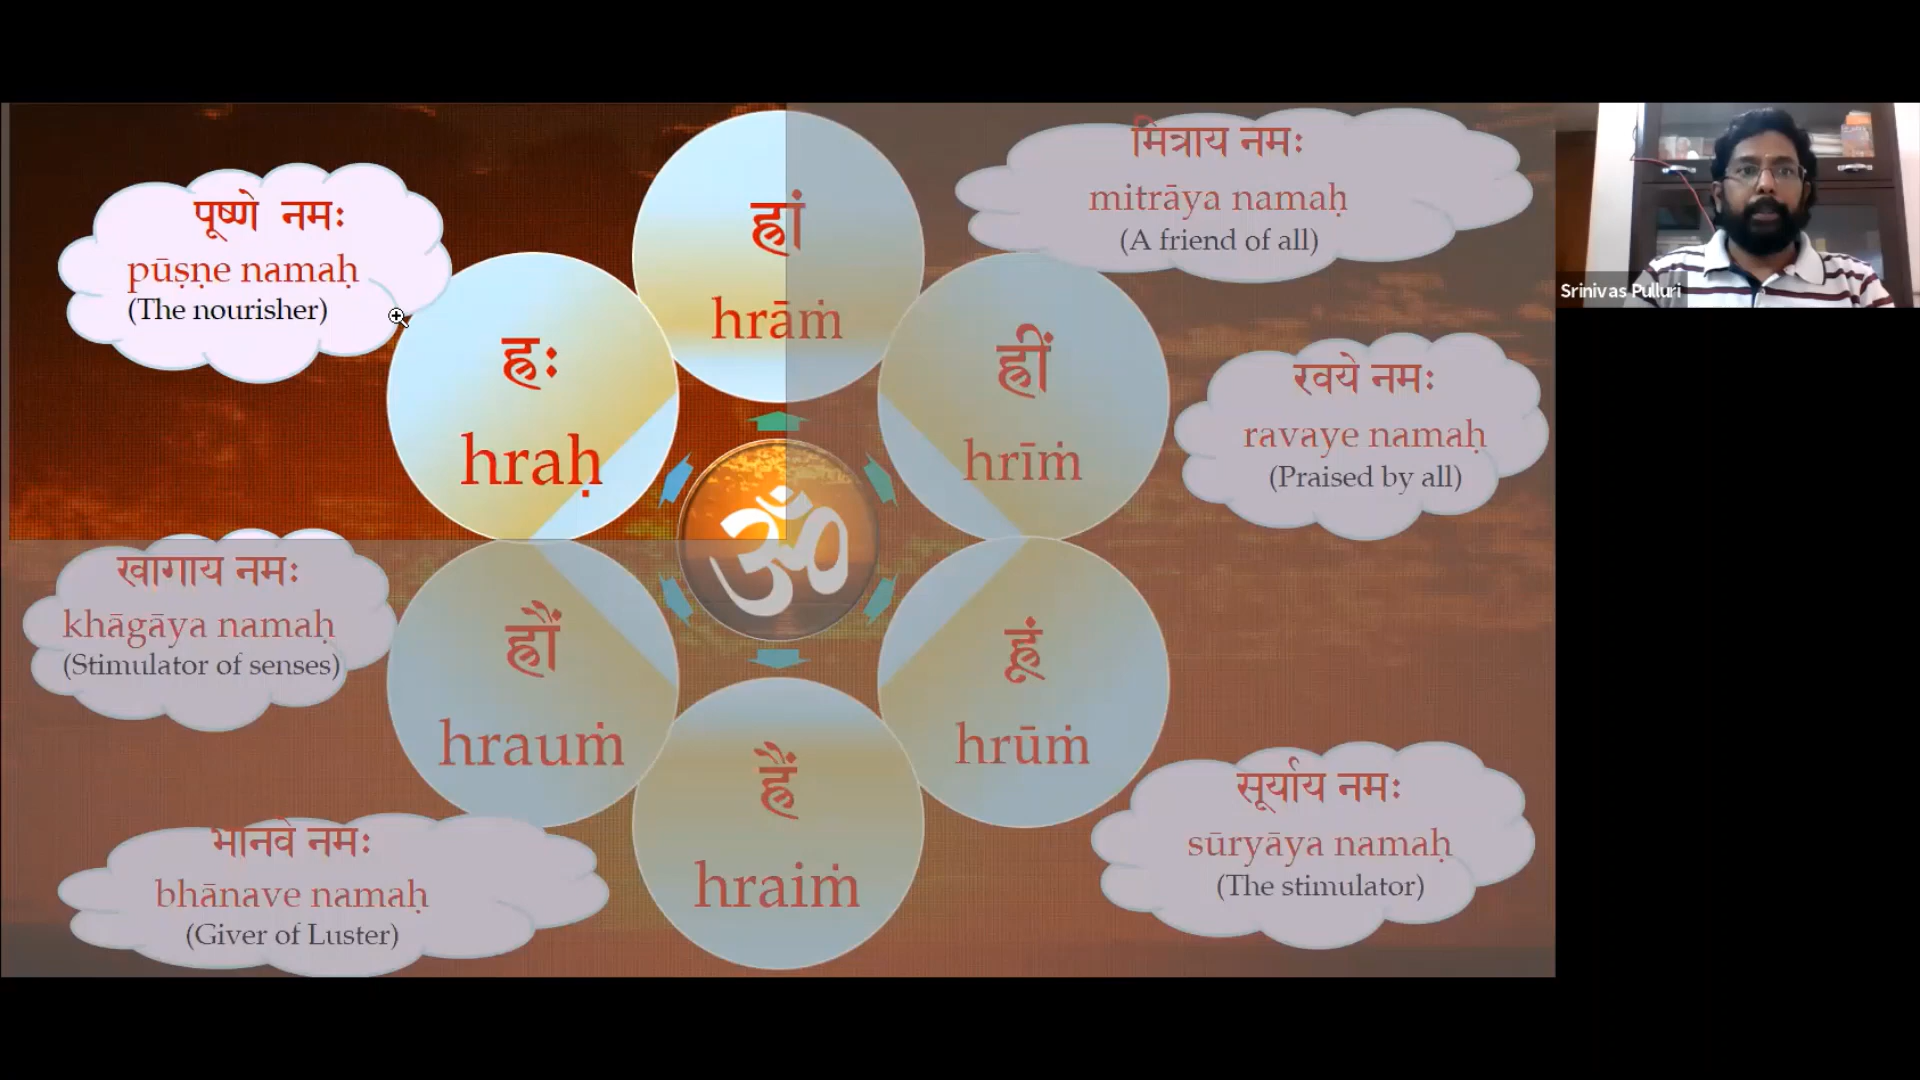 पूष्णे नमः
pūṣṇe namaḥ
(The nourisher)
ह्रां
hrāṁ
मित्राय नमः
mitrāya namaḥ
(A friend of all)
Srinivas Pulluri
ह्रः
hraḥ
ह्रीं
hrīṁ
रवये नमः
ravaye namaḥ
(Praised by all)
ॐ
खागाय नमः
khāgāya namaḥ
(Stimulator of senses)
ह्रौं
hrauṁ
ह्रूं
hrūṁ
ह्रैं
hraiṁ
सूर्याय नमः
sūryāya namaḥ
(The stimulator)
भानवे नमः
bhānave namaḥ
(Giver of Luster)